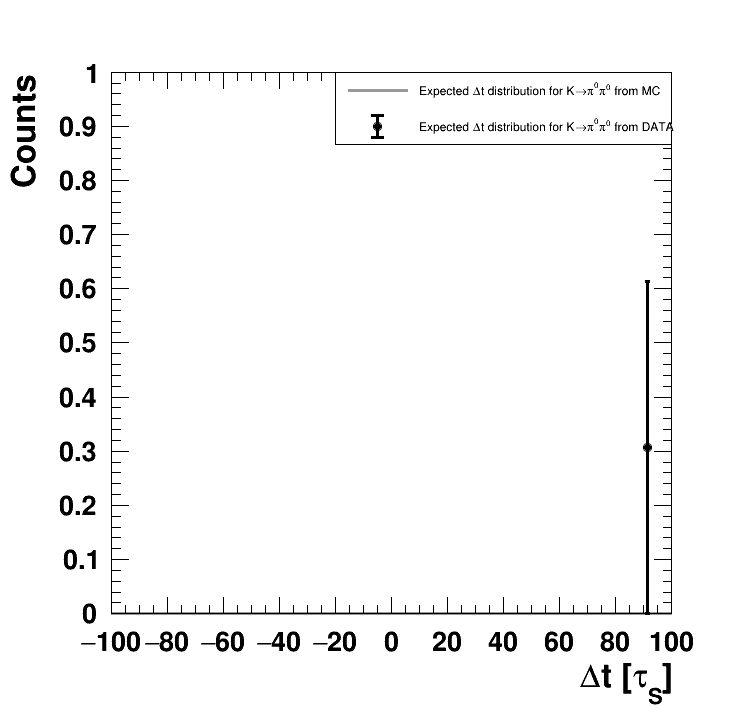 Counts
1
0.9
0.8
0.7
0.6
0.5
0.4
0.3
0.2
0.1
0
Expected Δt distribution for K→π⁰π⁰ from MC
Expected Δt distribution for K→π⁰π⁰ from DATA
−100 −80 −60 −40 −20 0 20 40 60 80 100
Δt [τ_S]